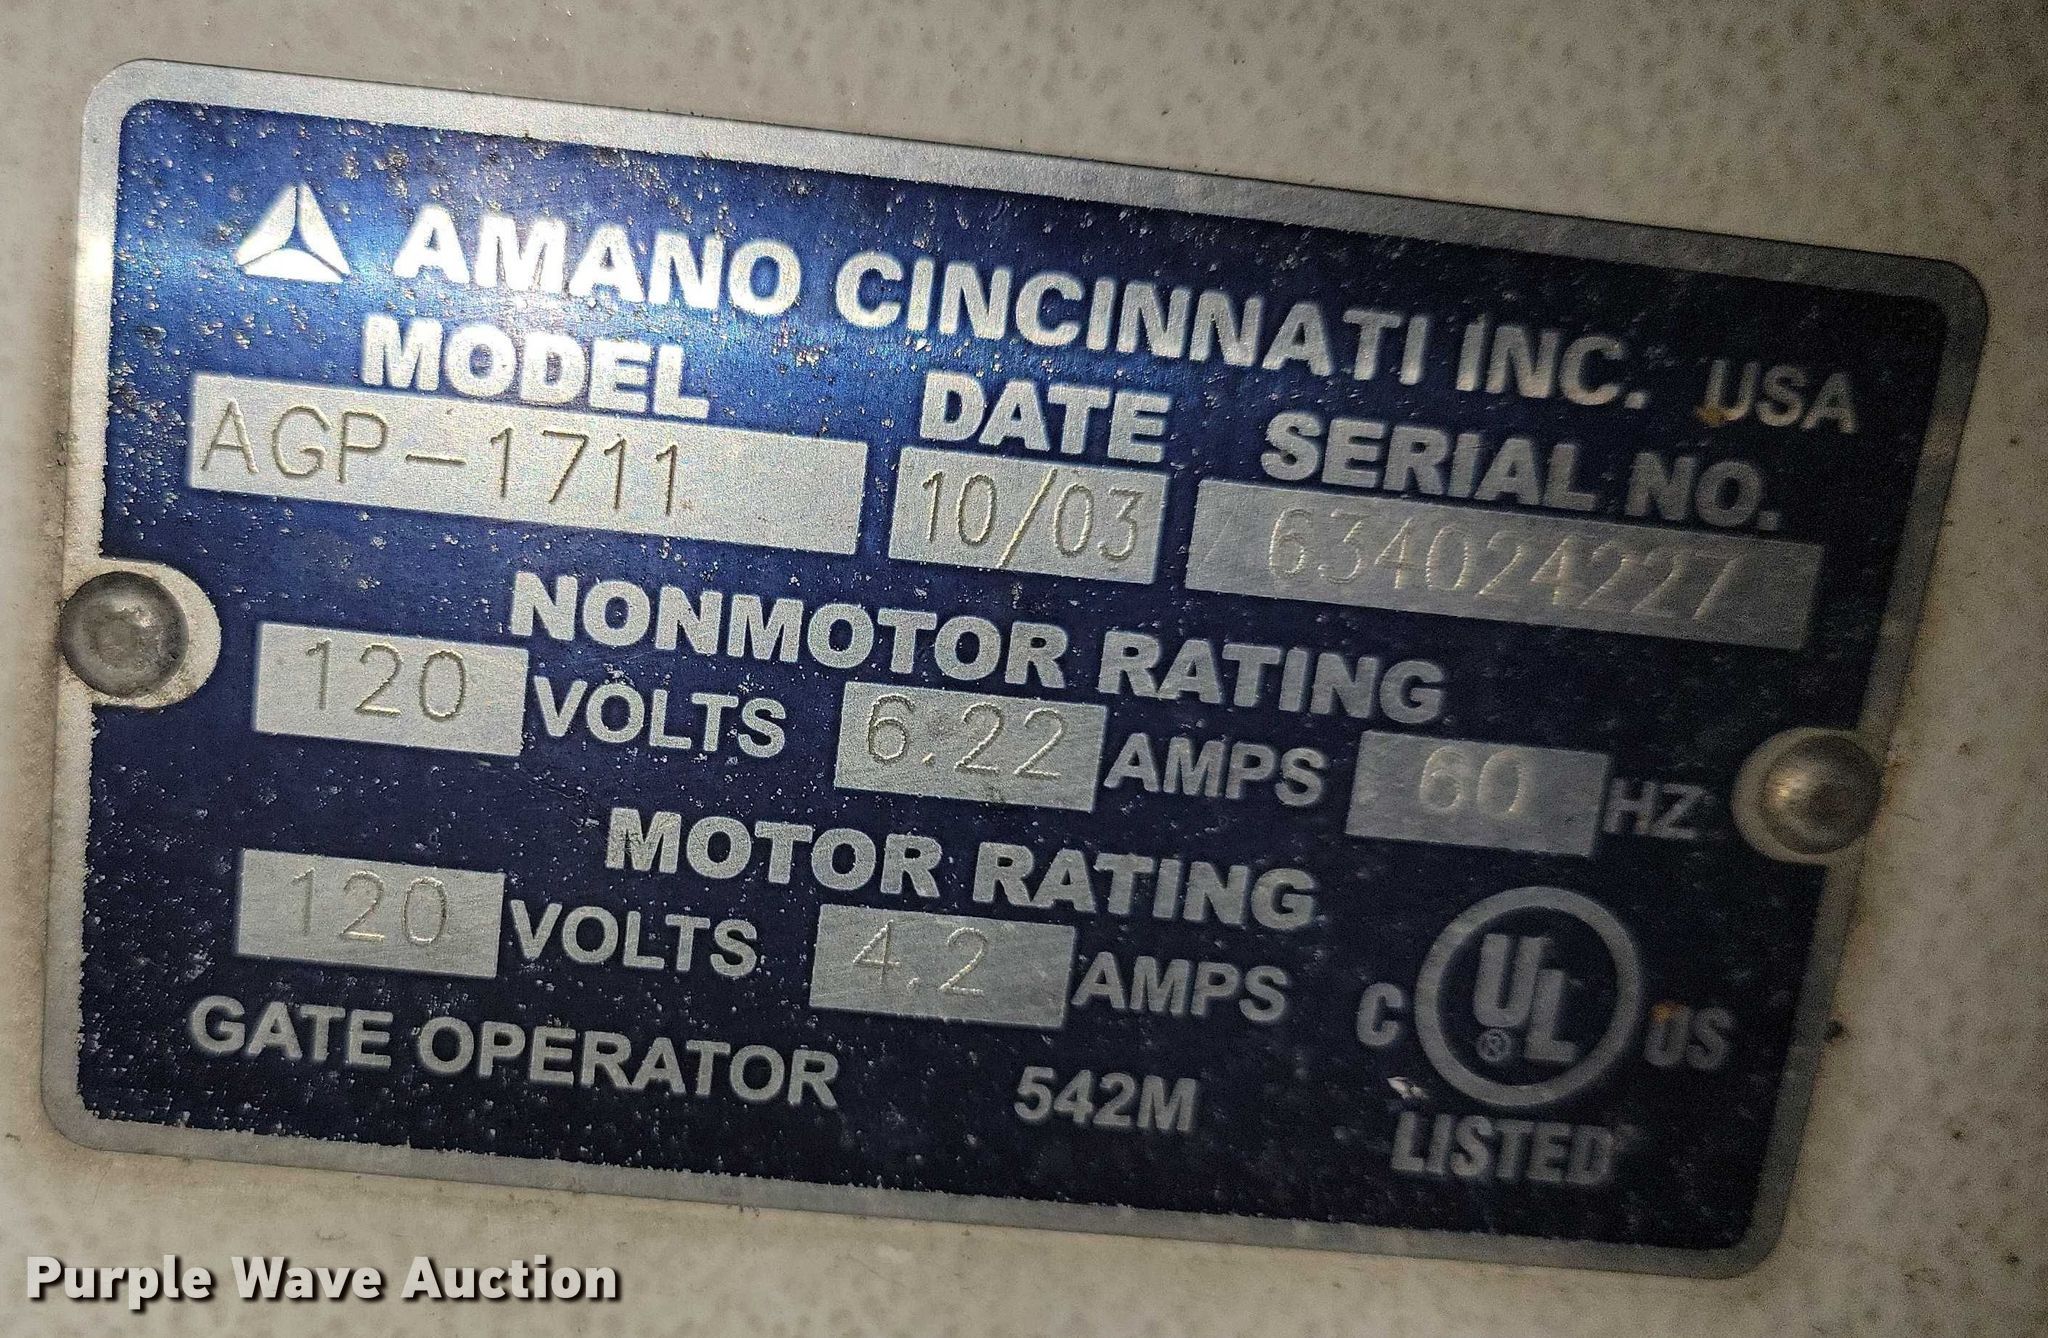 AMANO CINCINNATI INC. USA
MODEL DATE SERIAL NO.
AGP-1711 10/03 634024227
NONMOTOR RATING
120 VOLTS 6.22 AMPS 60 HZ
MOTOR RATING
120 VOLTS 4.2 AMPS
GATE OPERATOR 542M
C UL® US
LISTED
Purple Wave Auction